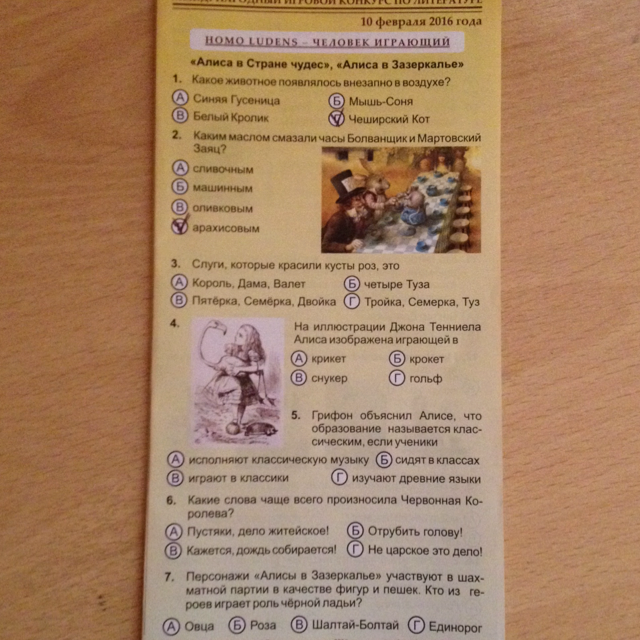 НАРОДНЫЙ ИГРОВОЙ КОНКУРС ПО ЛИТЕРАТУРЕ
10 февраля 2016 года
HOMO LUDENS – ЧЕЛОВЕК ИГРАЮЩИЙ
«Алиса в Стране чудес», «Алиса в Зазеркалье»
1. Какое животное появлялось внезапно в воздухе?
А Синяя Гусеница Б Мышь-Соня
В Белый Кролик Чеширский Кот
2. Каким маслом смазали часы Болванщик и Мартовский
Заяц?
А сливочным
Б машинным
В оливковым
арахисовым
3. Слуги, которые красили кусты роз, это
А Король, Дама, Валет Б четыре Туза
В Пятёрка, Семёрка, Двойка Г Тройка, Семерка, Туз
4. На иллюстрации Джона Тенниела
Алиса изображена играющей в
А крикет Б крокет
В снукер Г гольф
5. Грифон объяснил Алисе, что
образование называется клас-
сическим, если ученики
А исполняют классическую музыку Б сидят в классах
В играют в классики Г изучают древние языки
6. Какие слова чаще всего произносила Червонная Ко-
ролева?
А Пустяки, дело житейское! Б Отрубить голову!
В Кажется, дождь собирается! Г Не царское это дело!
7. Персонажи «Алисы в Зазеркалье» участвуют в шах-
матной партии в качестве фигур и пешек. Кто из ге-
роев играет роль чёрной ладьи?
А Овца Б Роза В Шалтай-Болтай Г Единорог